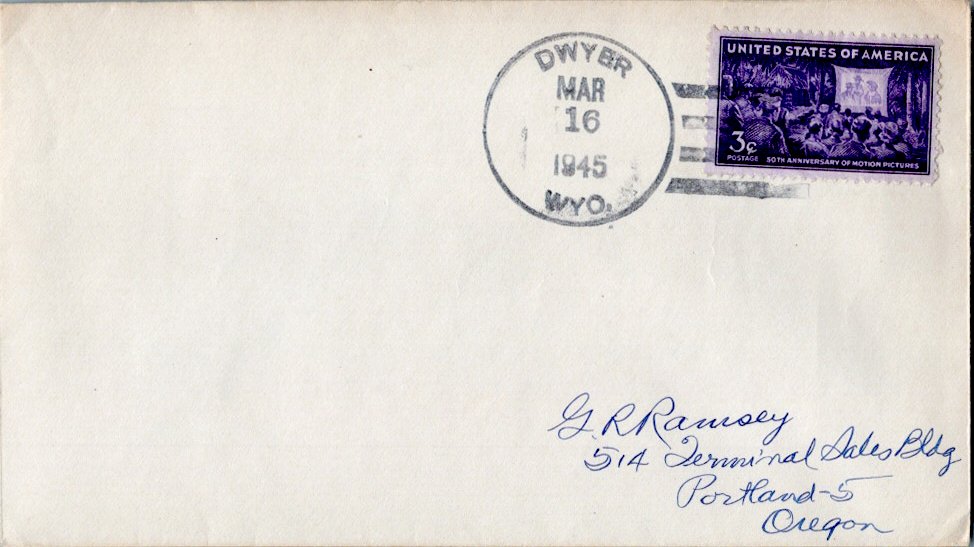 DWYER
MAR
16
1945
WYO.
UNITED STATES OF AMERICA
3¢
POSTAGE 50TH ANNIVERSARY OF MOTION PICTURES
G. R Ramsey
514 Terminal Sales Bldg
Portland-5
Oregon